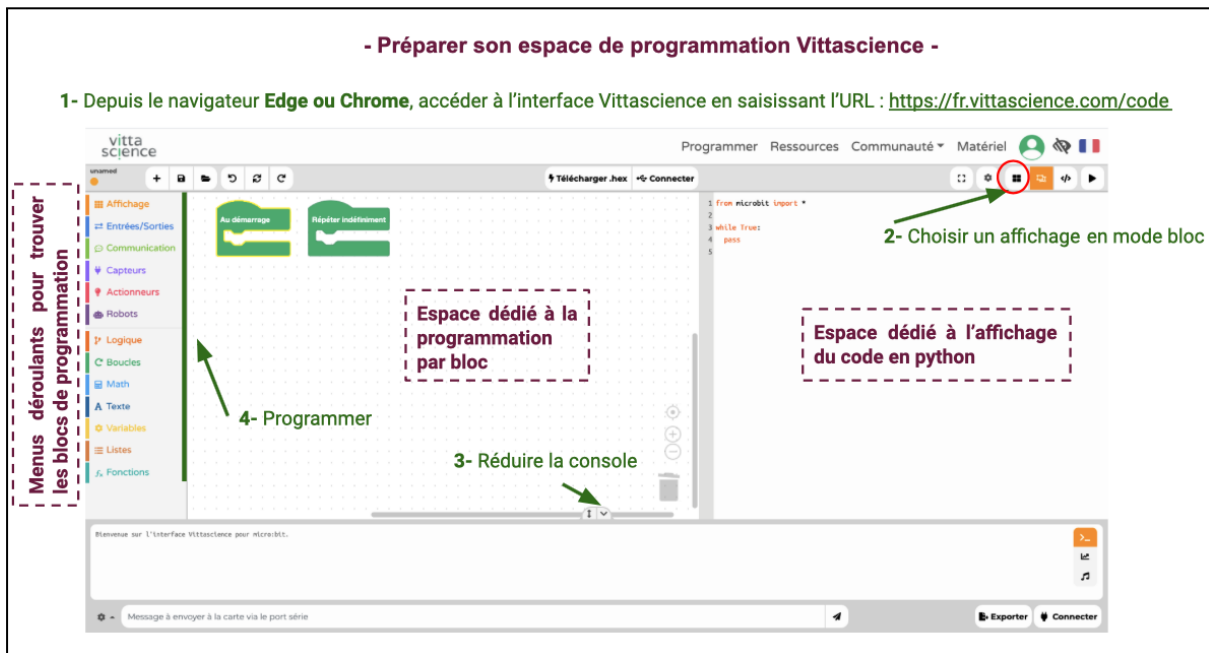 - Préparer son espace de programmation Vittascience -
1- Depuis le navigateur Edge ou Chrome, accéder à l'interface Vittascience en saisissant l'URL : https://fr.vittascience.com/code
vitta
science
Programmer Ressources Communauté Matériel
unamed
Télécharger .hex
Connecter
Menus déroulants pour trouver
les blocs de programmation
Affichage
Entrées/Sorties
Communication
Capteurs
Actionneurs
Robots
Logique
Boucles
Math
Texte
Variables
Listes
Fonctions
Au démarrage
Répéter indéfiniment
Espace dédié à la
programmation
par bloc
4- Programmer
3- Réduire la console
1 from microbit import *
2
3 while True:
4 pass
5
2- Choisir un affichage en mode bloc
Espace dédié à l'affichage
du code en python
Bienvenue sur l'interface Vittascience pour micro:bit.
Message à envoyer à la carte via le port série
Exporter
Connecter